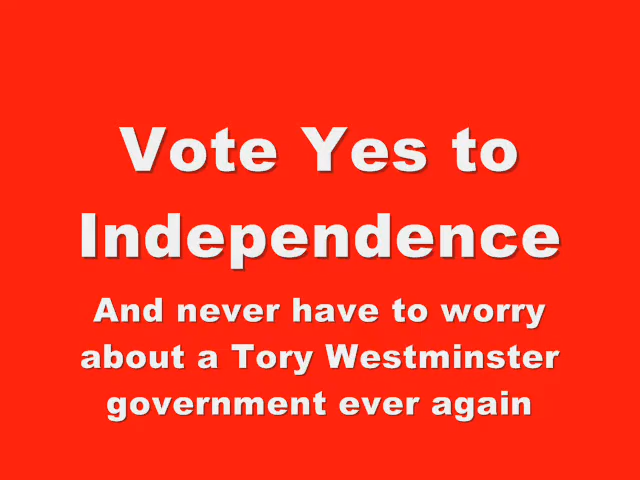 Vote Yes to
Independence
And never have to worry
about a Tory Westminster
government ever again